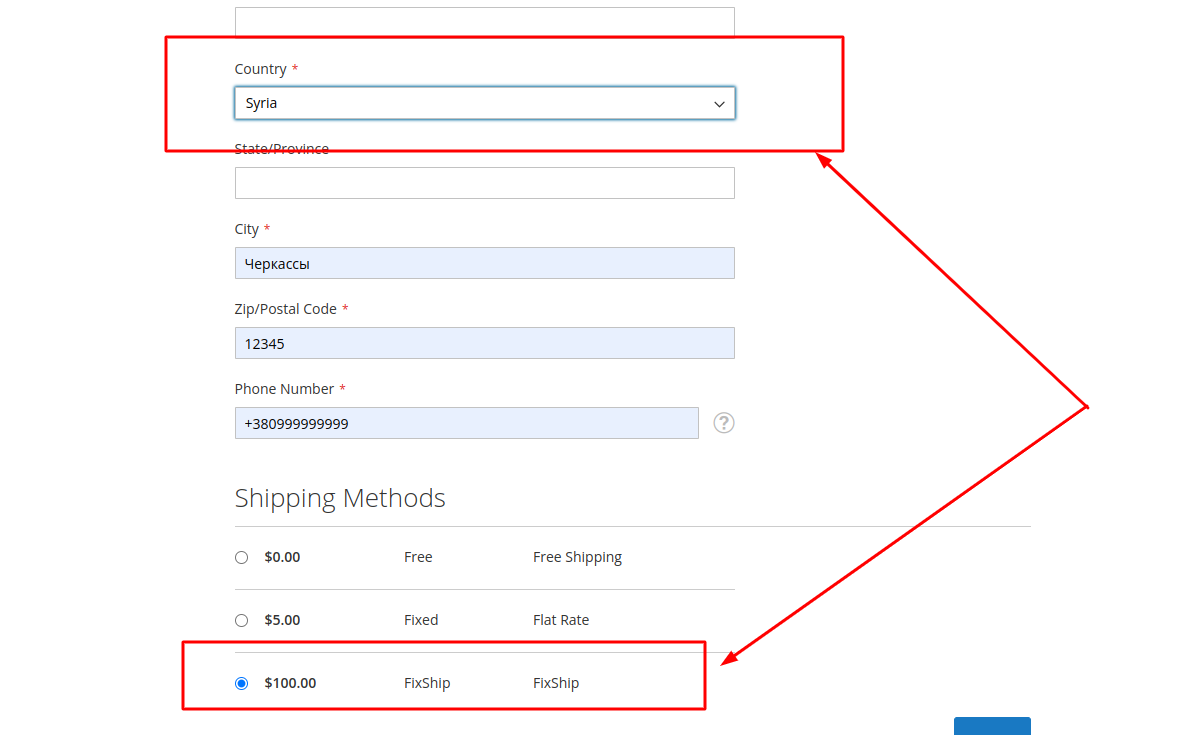 Country *
Syria
State/Province
City *
Черкассы
Zip/Postal Code *
12345
Phone Number *
+380999999999
?
Shipping Methods
$0.00 Free Free Shipping
$5.00 Fixed Flat Rate
$100.00 FixShip FixShip